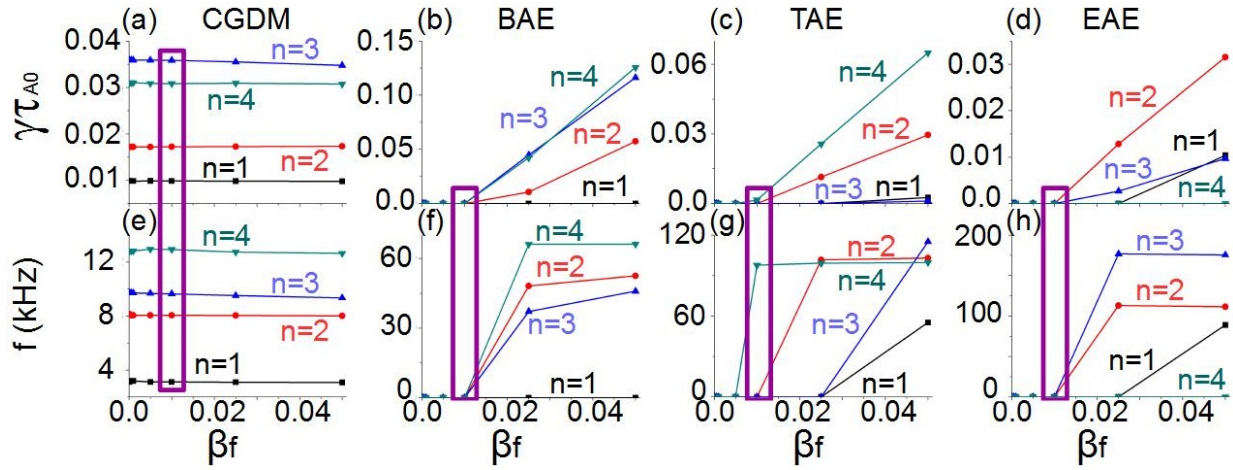 (a) CGDM (b) BAE (c) TAE (d) EAE
γτA0
0.04 0.03 0.02 0.01
n=3 n=4 n=2 n=1
0.15 0.10 0.05 0.00
n=4 n=3 n=2 n=1
0.06 0.03 0.0
n=4 n=2 n=1 n=3
0.03 0.02 0.01 0.0
n=2 n=3 n=1 n=4
(e) (f) (g) (h)
f (kHz)
12 8 4
n=4 n=3 n=2 n=1
60 30 0
n=4 n=2 n=3 n=1
120 60 0
n=2 n=4 n=3 n=1
200 100 0
n=3 n=2 n=1 n=4
0.0 0.02 0.04 0.0 0.02 0.04 0.0 0.02 0.04 0.0 0.02 0.04
βf βf βf βf